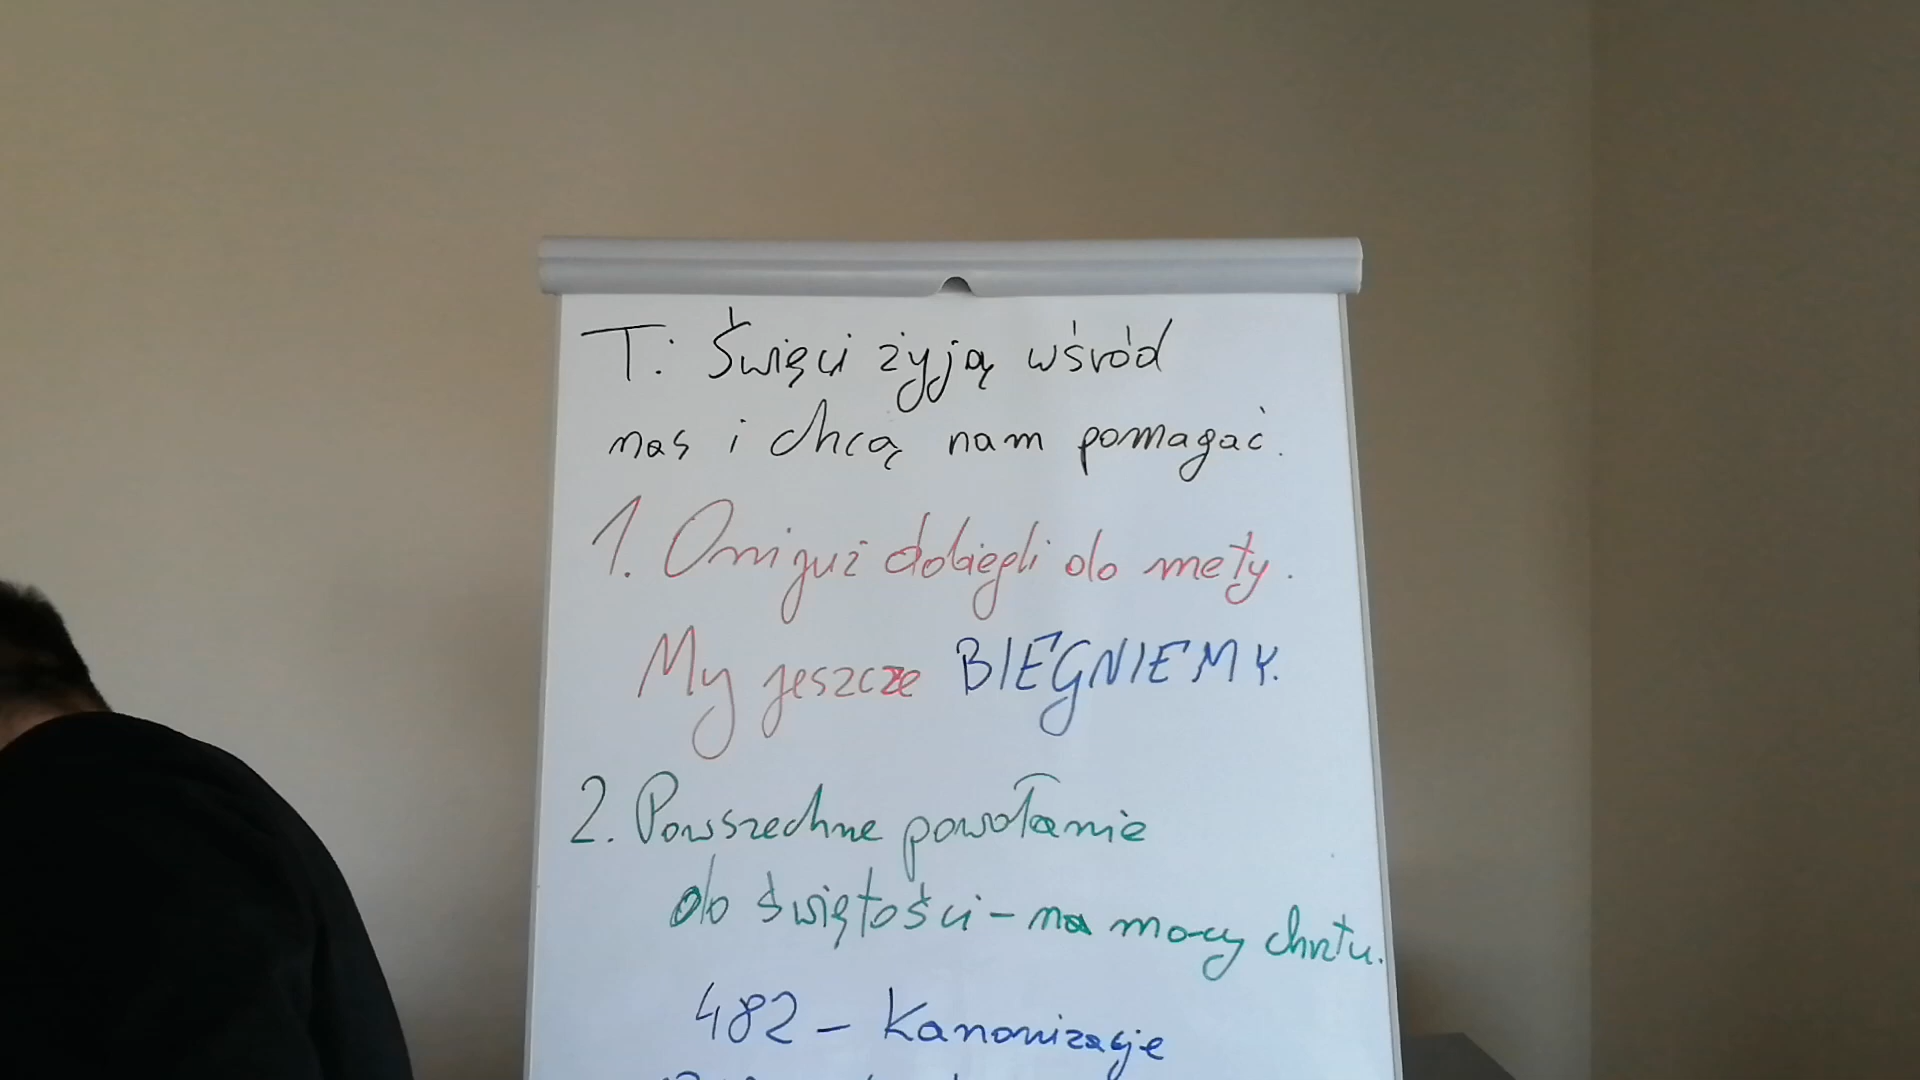 T: Święci żyją wśród
nas i chcą nam pomagać.
1. Oni już dobiegli do mety.
My jeszcze BIEGNIEMY.
2. Powszechne powołanie
do świętości - na mocy chrztu.
482 - Kanonizacje